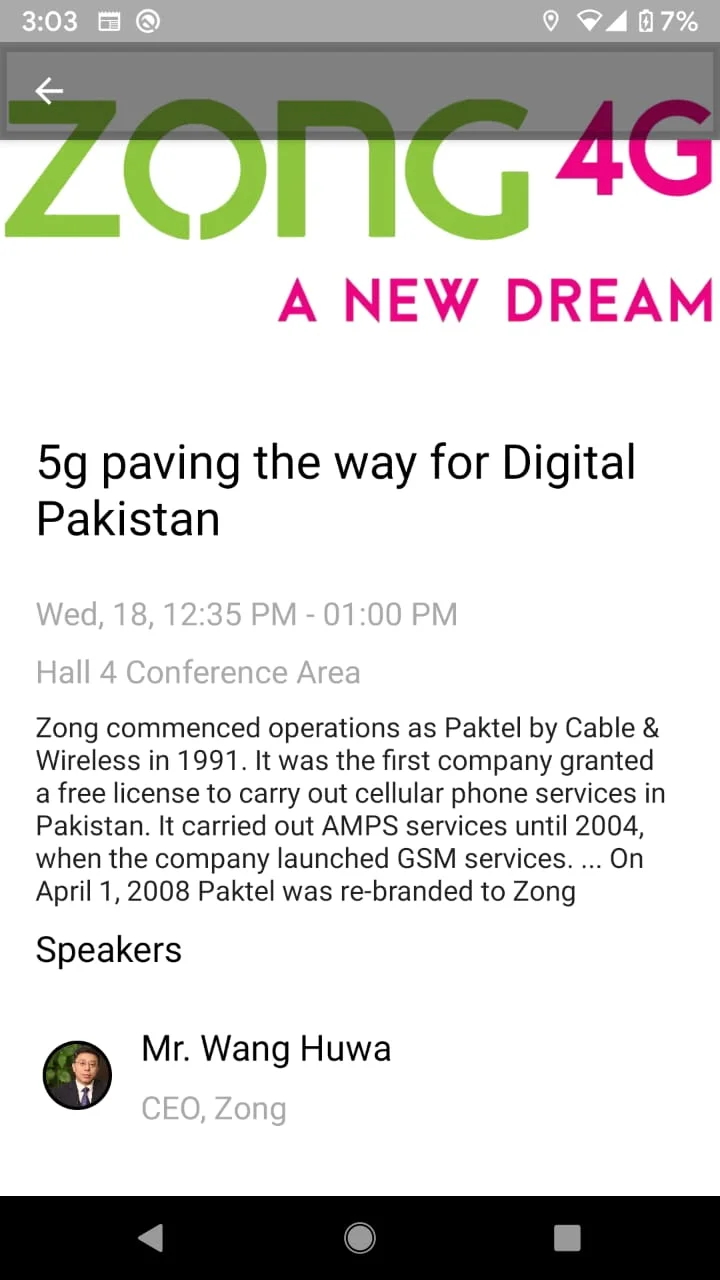 3:03 7%
ZONG 4G
A NEW DREAM
5g paving the way for Digital
Pakistan
Wed, 18, 12:35 PM - 01:00 PM
Hall 4 Conference Area
Zong commenced operations as Paktel by Cable &
Wireless in 1991. It was the first company granted
a free license to carry out cellular phone services in
Pakistan. It carried out AMPS services until 2004,
when the company launched GSM services. ... On
April 1, 2008 Paktel was re-branded to Zong
Speakers
Mr. Wang Huwa
CEO, Zong